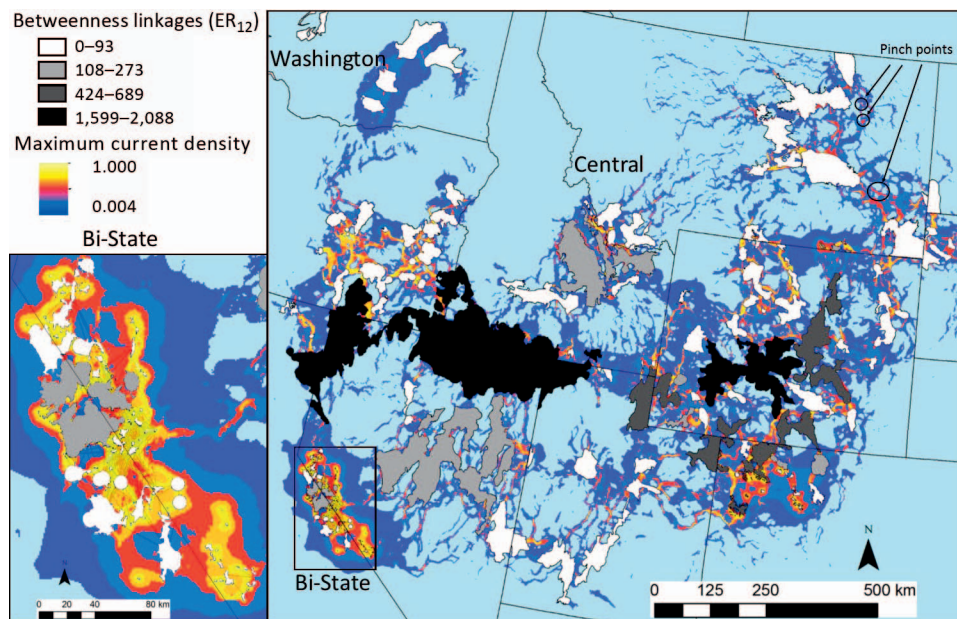 Betweenness linkages (ER12)
0–93
108–273
424–689
1,599–2,088
Maximum current density
1.000
0.004
Bi-State
N
0 20 40 80 km
Washington
Central
Pinch points
Bi-State
N
0 125 250 500 km